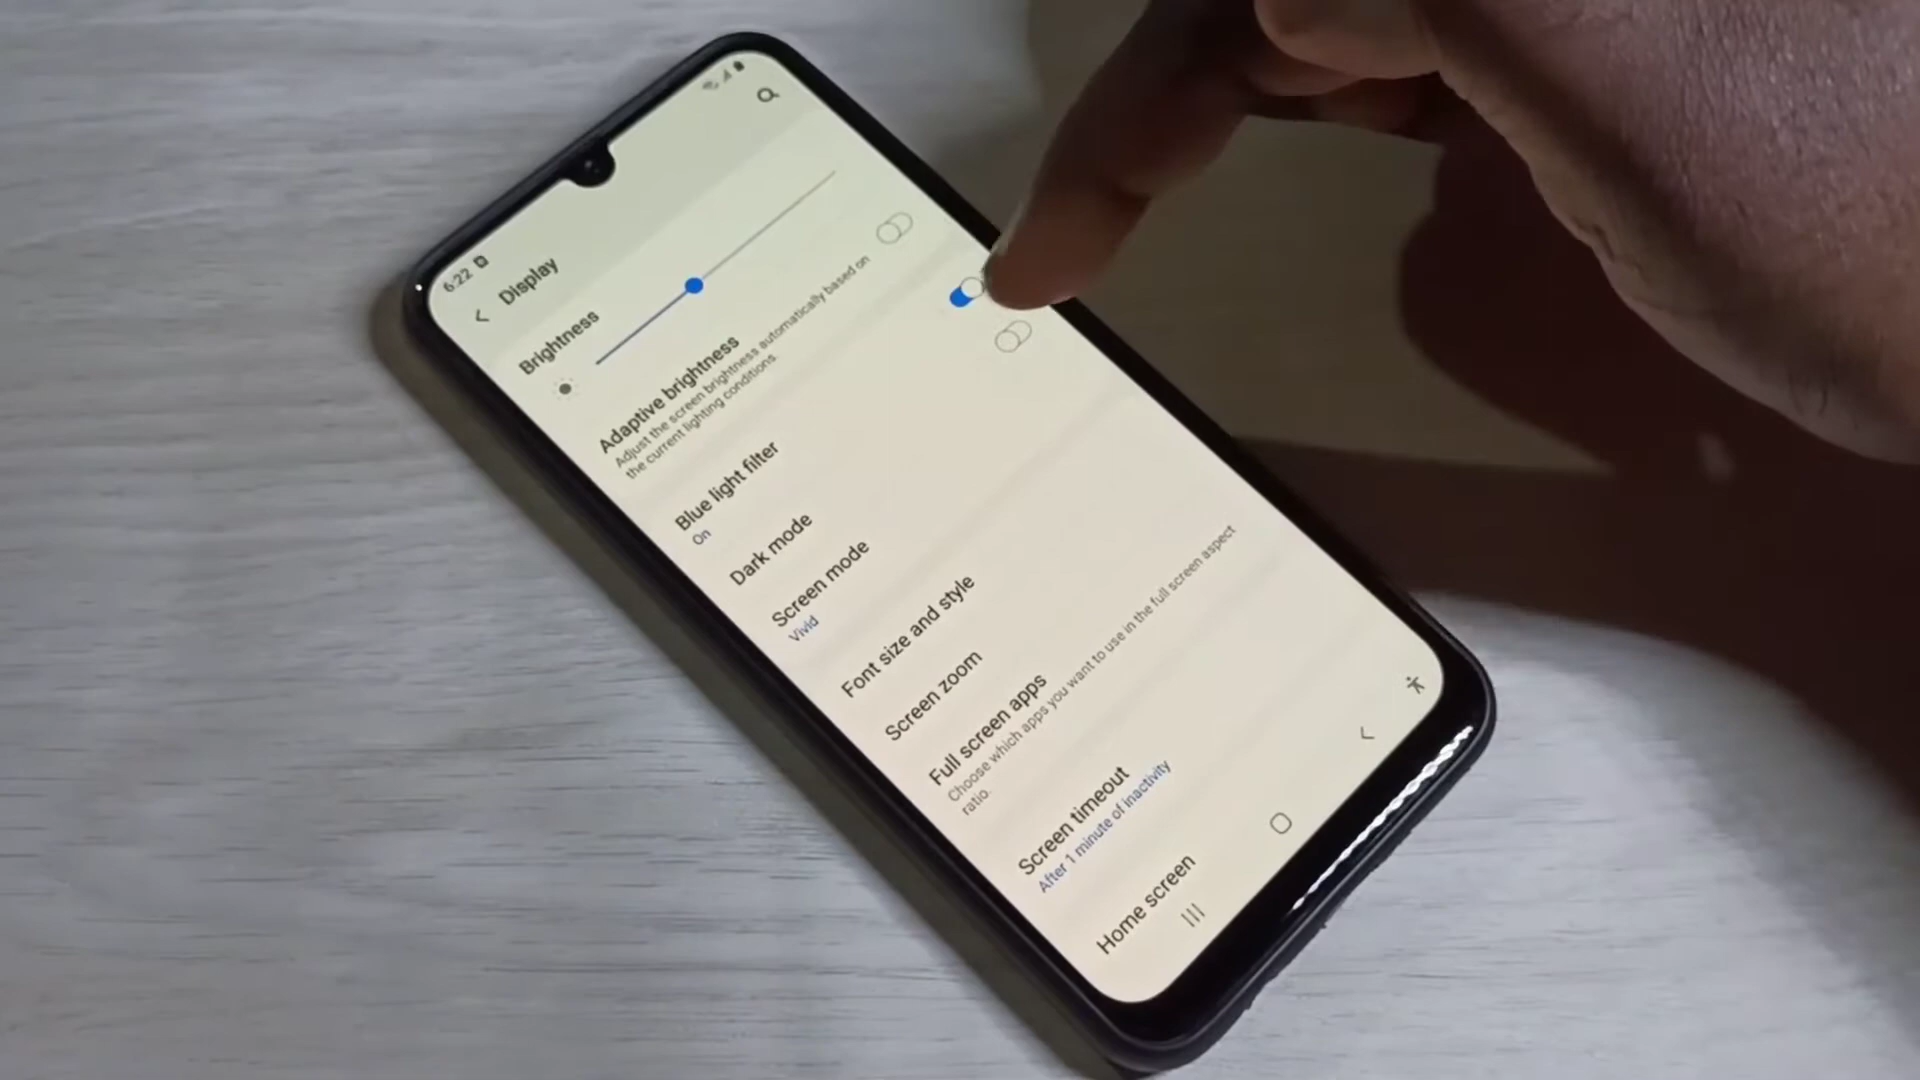 6:22
Display
Brightness
Adaptive brightness
Adjust the screen brightness automatically based on
the current lighting conditions.
Blue light filter
On
Dark mode
Screen mode
Vivid
Font size and style
Screen zoom
Full screen apps
Choose which apps you want to use in the full screen aspect
ratio.
Screen timeout
After 1 minute of inactivity
Home screen